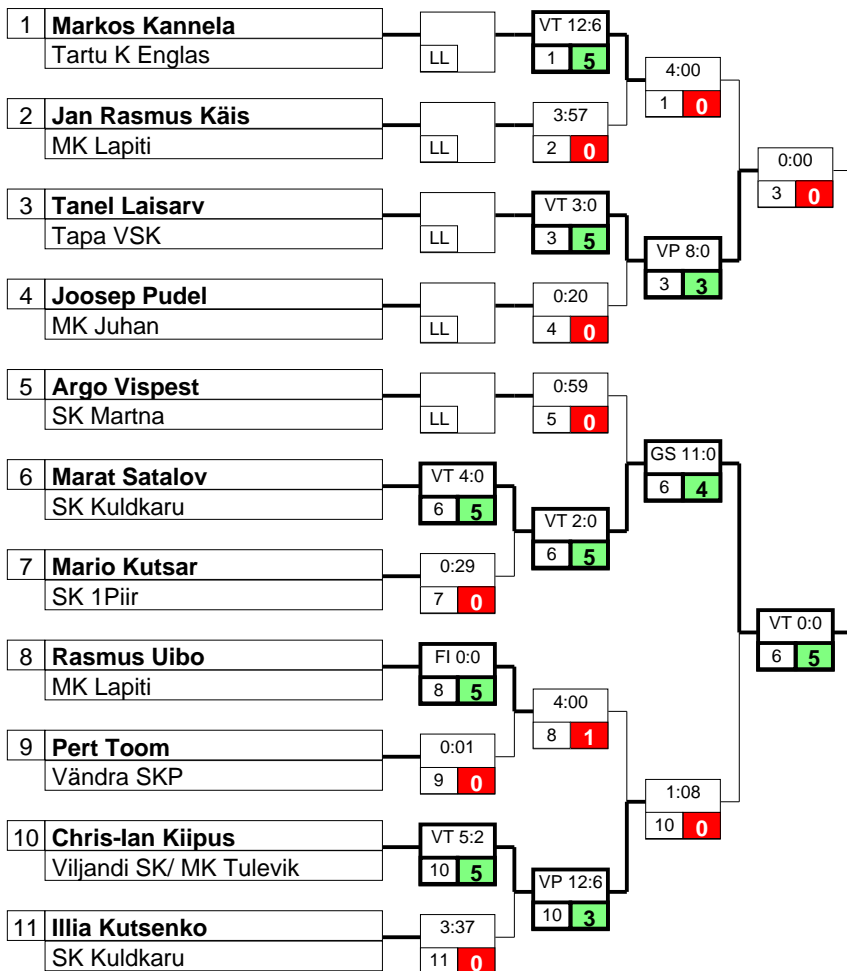 1 Markos Kannela
Tartu K Englas
LL
VT 12:6
1 5
4:00
1 0
2 Jan Rasmus Käis
MK Lapiti
LL
3:57
2 0
0:00
3 0
3 Tanel Laisarv
Tapa VSK
LL
VT 3:0
3 5
VP 8:0
3 3
4 Joosep Pudel
MK Juhan
LL
0:20
4 0
5 Argo Vispest
SK Martna
LL
0:59
5 0
GS 11:0
6 4
6 Marat Satalov
SK Kuldkaru
VT 4:0
6 5
VT 2:0
6 5
7 Mario Kutsar
SK 1Piir
0:29
7 0
VT 0:0
6 5
8 Rasmus Uibo
MK Lapiti
FI 0:0
8 5
4:00
8 1
9 Pert Toom
Vändra SKP
0:01
9 0
1:08
10 0
10 Chris-Ian Kiipus
Viljandi SK/ MK Tulevik
VT 5:2
10 5
VP 12:6
10 3
11 Illia Kutsenko
SK Kuldkaru
3:37
11 0